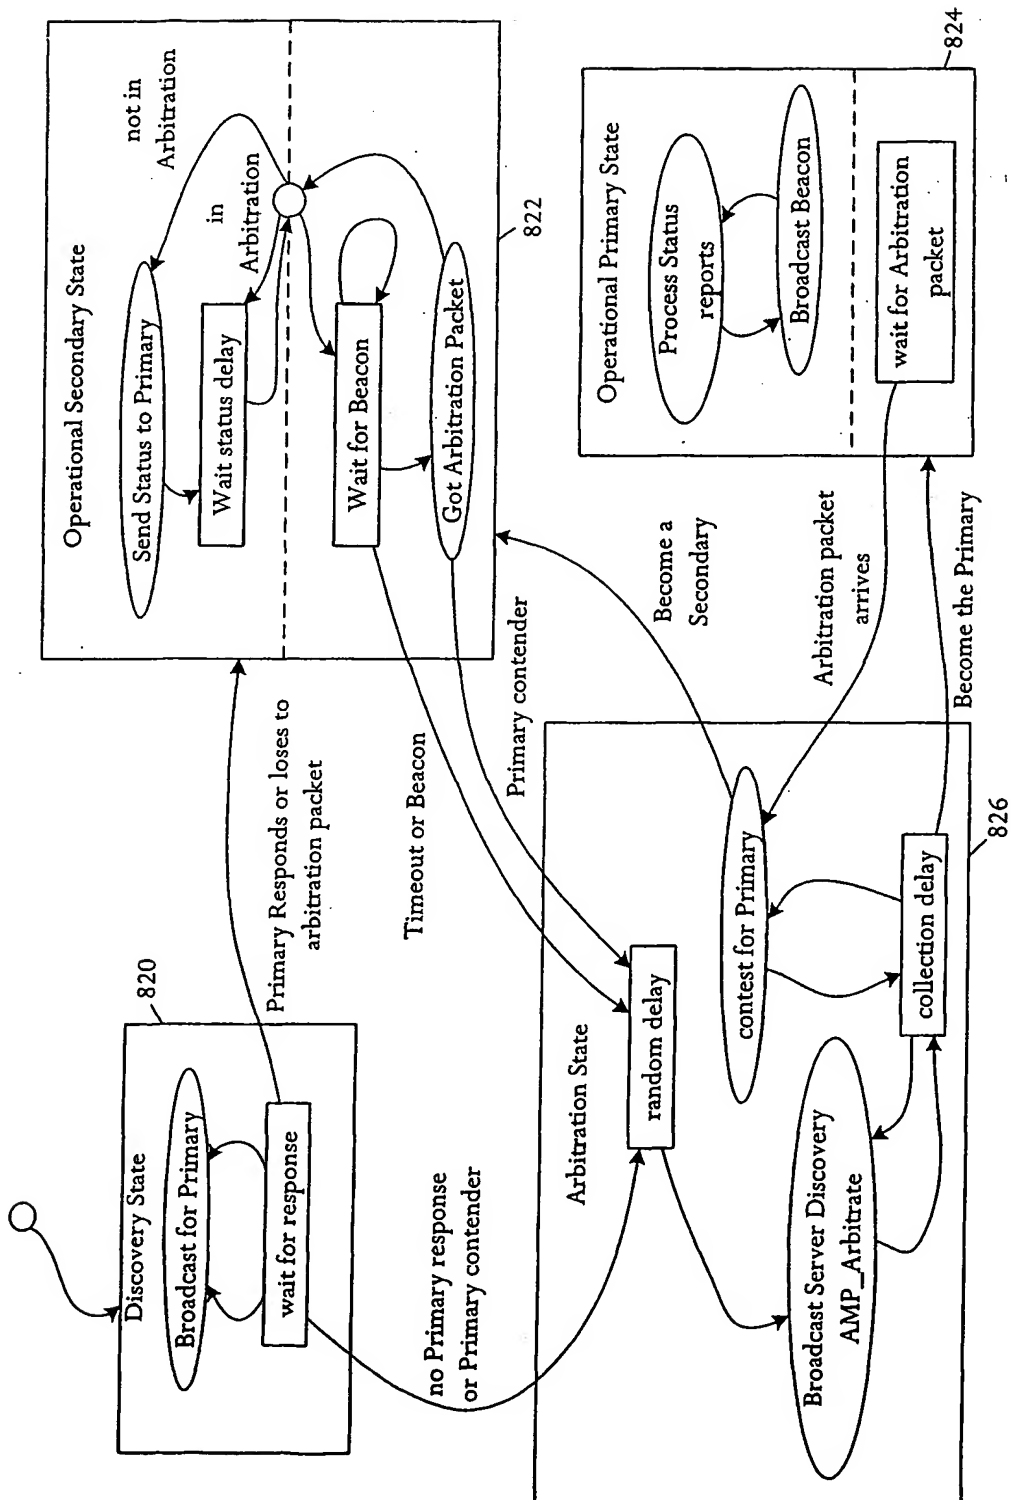 Discovery State
Broadcast for Primary
wait for response
820
Primary Responds or loses to
arbitration packet
no Primary response
or Primary contender
Operational Secondary State
Send Status to Primary
Wait status delay
not in
Arbitration
in
Arbitration
Wait for Beacon
Got Arbitration Packet
822
Timeout or Beacon
Primary contender
Arbitration State
random delay
contest for Primary
Broadcast Server Discovery
AMP_Arbitrate
collection delay
826
Become a
Secondary
Arbitration packet
arrives
Become the Primary
Operational Primary State
Process Status
reports
Broadcast Beacon
wait for Arbitration
packet
824